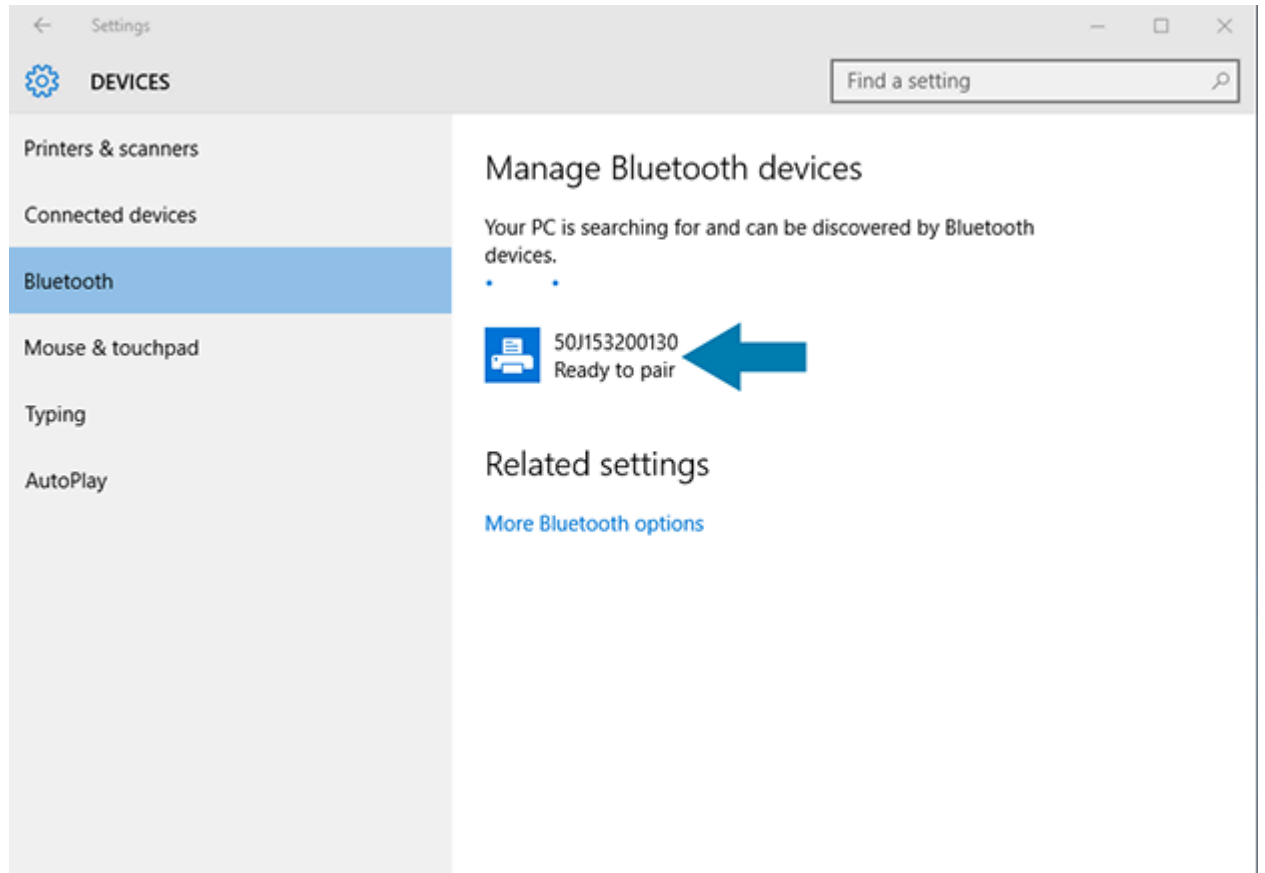 Settings
DEVICES
Find a setting
Printers & scanners
Connected devices
Bluetooth
Mouse & touchpad
Typing
AutoPlay
Manage Bluetooth devices
Your PC is searching for and can be discovered by Bluetooth
devices.
50J153200130
Ready to pair
Related settings
More Bluetooth options